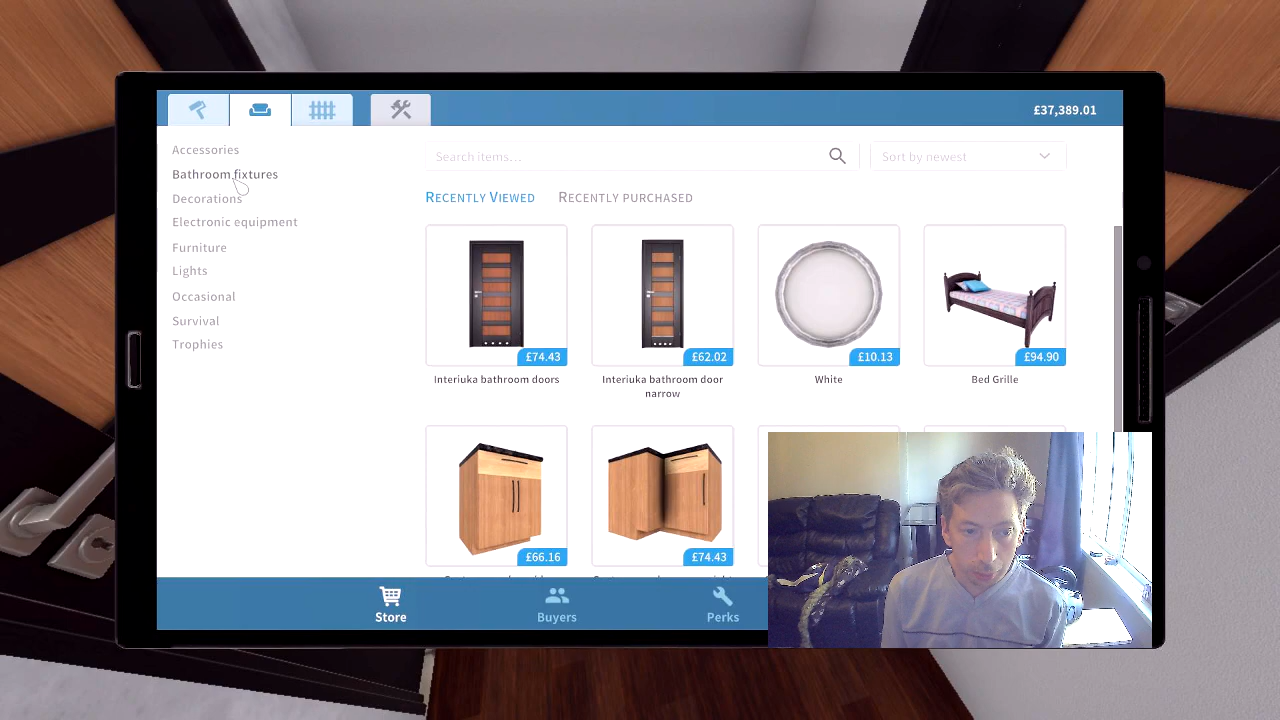 £37,389.01
Accessories
Bathroom fixtures
Decorations
Electronic equipment
Furniture
Lights
Occasional
Survival
Trophies
Search items...
Sort by newest
RECENTLY VIEWED
RECENTLY PURCHASED
£74.43
£62.02
£10.13
£94.90
Interiuka bathroom doors
Interiuka bathroom door
narrow
White
Bed Grille
£66.16
£74.43
Store
Buyers
Perks